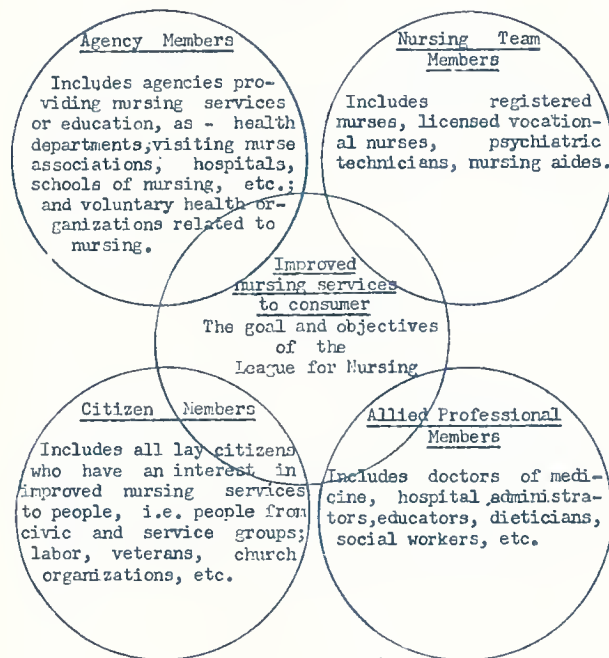 Agency Members
Includes agencies pro-
viding nursing services
or education, as - health
departments, visiting nurse
associations, hospitals,
schools of nursing, etc.;
and voluntary health or-
ganizations related to
nursing.
Nursing Team
Members
Includes registered
nurses, licensed vocation-
al nurses, psychiatric
technicians, nursing aides.
Improved
nursing services
to consumer
The goal and objectives
of the
League for Nursing
Citizen Members
Includes all lay citizens
who have an interest in
improved nursing services
to people, i.e. people from
civic and service groups;
labor, veterans, church
organizations, etc.
Allied Professional
Members
Includes doctors of medi-
cine, hospital administra-
tors, educators, dieticians,
social workers, etc.